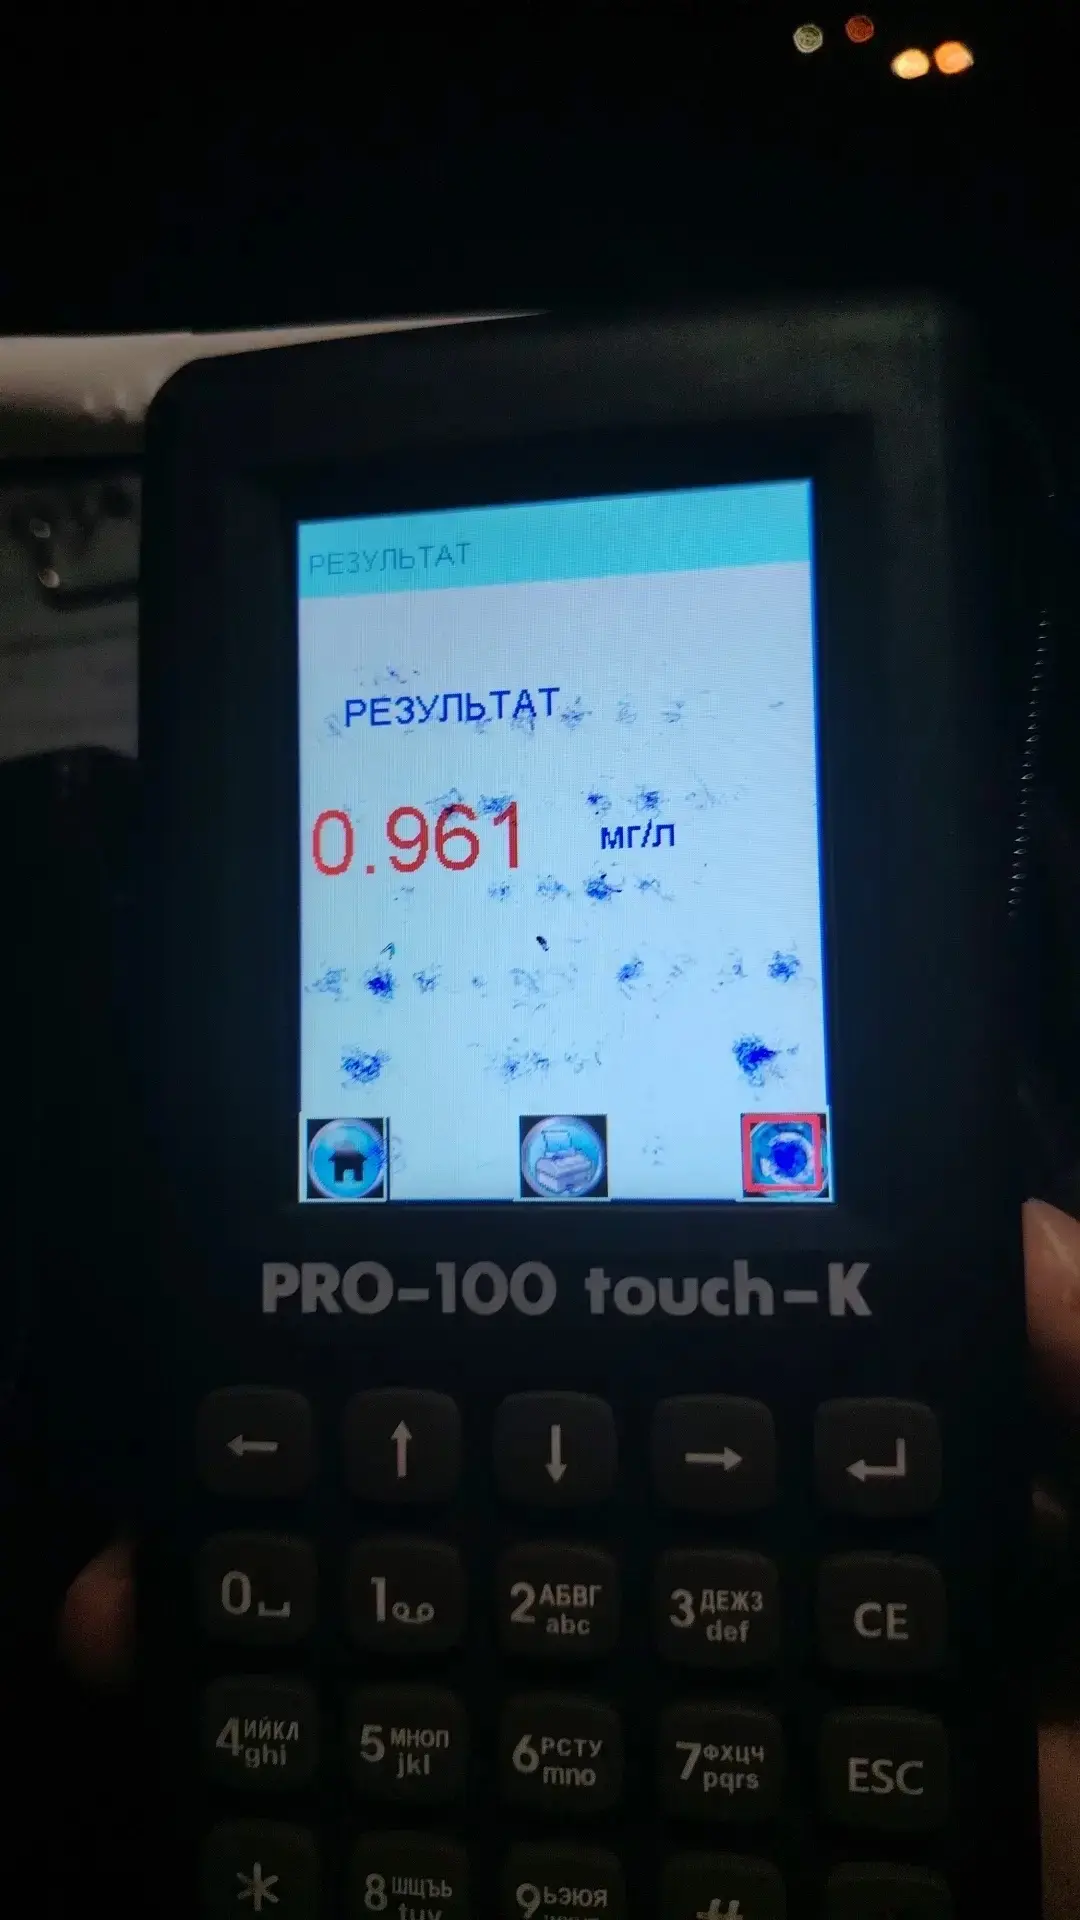 РЕЗУЛЬТАТ
РЕЗУЛЬТАТ
0.961 мг/л
PRO-100 touch-K
← ↑ ↓ → ↵
0 1 2 АБВГ abc 3 ДЕЖЗ def CE
4 ИЙКЛ ghi 5 МНОП jkl 6 РСТУ mno 7 ФХЦЧ pqrs ESC
* 8 ШЩЪЬ tuv 9 ЬЭЮЯ #